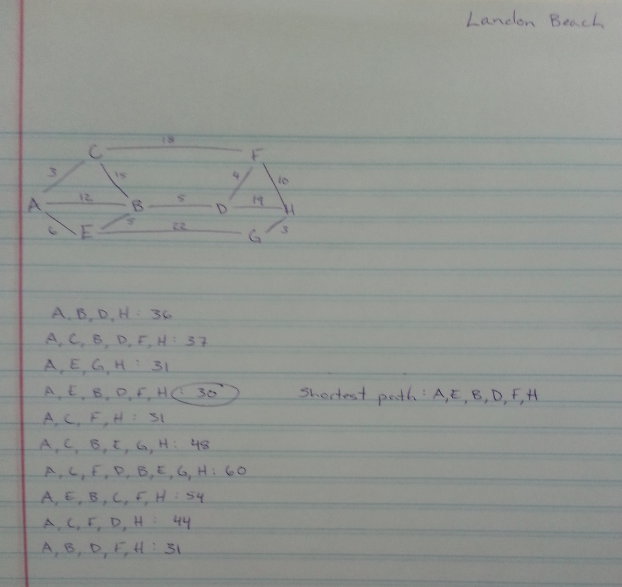 Landon Beach
18
C F
3 15 4 10
A 12 B 5 D 19 H
6 E 5 22 G 3
A, B, D, H: 36
A, C, B, D, F, H: 37
A, E, G, H: 31
A, E, B, D, F, H: 30 Shortest path: A,E,B,D,F,H
A, C, F, H: 31
A, C, B, E, G, H: 48
A, C, F, D, B, E, G, H: 60
A, E, B, C, F, H: 54
A, C, F, D, H: 44
A, B, D, F, H: 31